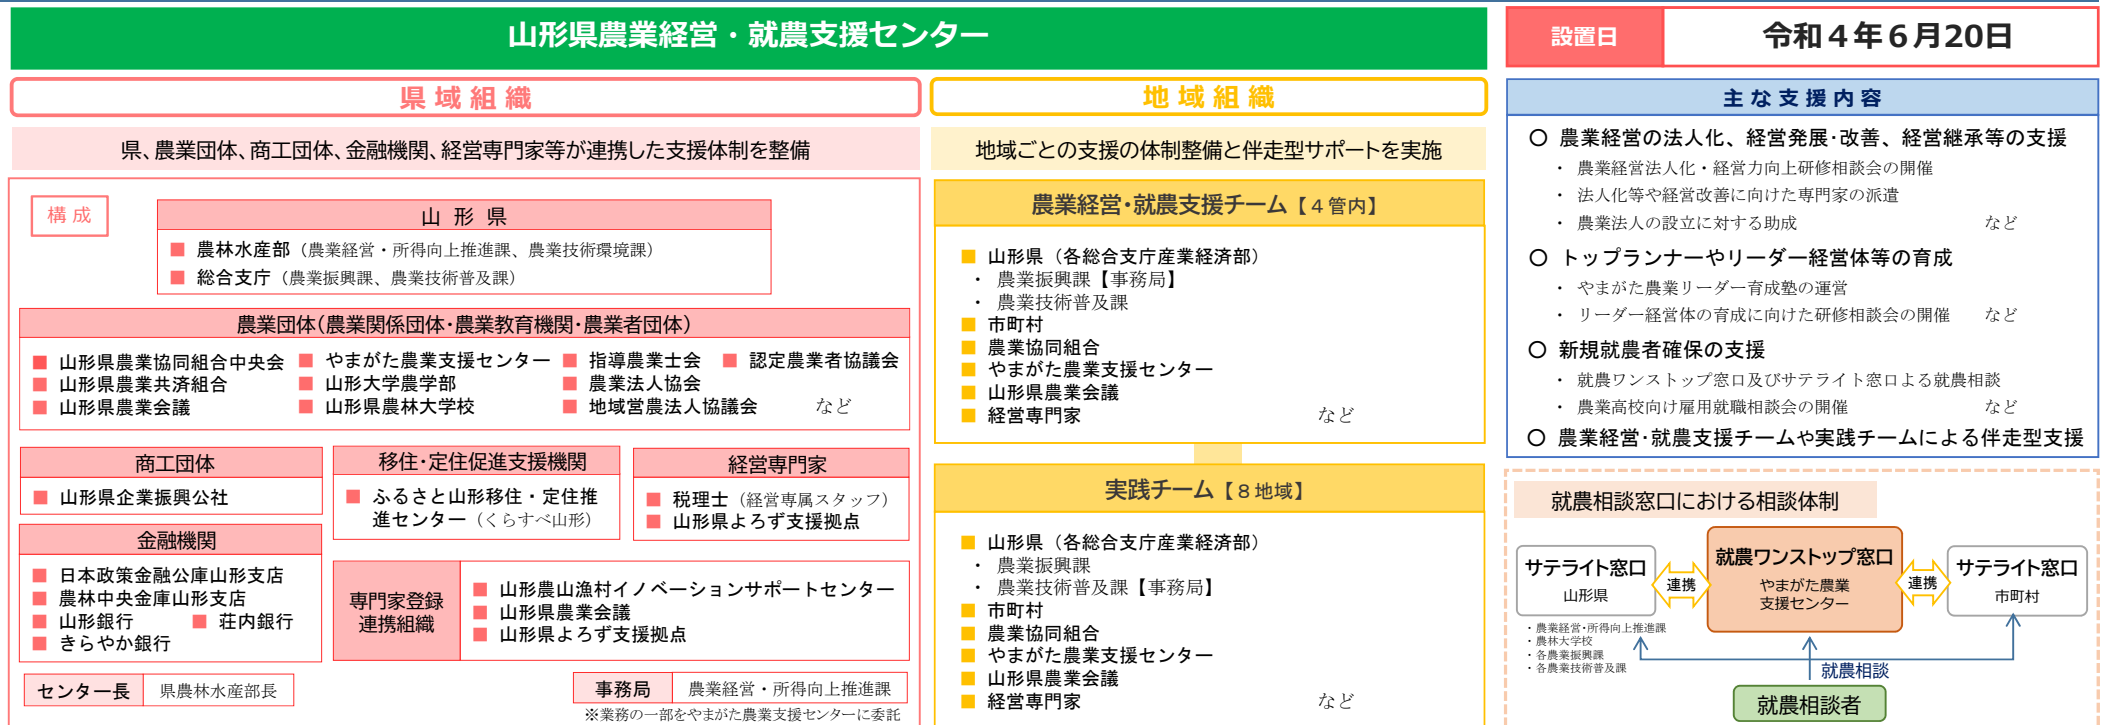 山形県農業経営・就農支援センター
設置日
令和４年６月20日
県域組織
県、農業団体、商工団体、金融機関、経営専門家等が連携した支援体制を整備
構成
山形県
■ 農林水産部（農業経営・所得向上推進課、農業技術環境課）
■ 総合支庁（農業振興課、農業技術普及課）
農業団体（農業関係団体・農業教育機関・農業者団体）
■ 山形県農業協同組合中央会 ■ やまがた農業支援センター ■ 指導農業士会 ■ 認定農業者協議会
■ 山形県農業共済組合 ■ 山形大学農学部 ■ 農業法人協会
■ 山形県農業会議 ■ 山形県農林大学校 ■ 地域営農法人協議会 など
商工団体
■ 山形県企業振興公社
移住・定住促進支援機関
■ ふるさと山形移住・定住推
進センター（くらすべ山形）
経営専門家
■ 税理士（経営専属スタッフ）
■ 山形県よろず支援拠点
金融機関
■ 日本政策金融公庫山形支店
■ 農林中央金庫山形支店
■ 山形銀行 ■ 荘内銀行
■ きらやか銀行
専門家登録
連携組織
■ 山形農山漁村イノベーションサポートセンター
■ 山形県農業会議
■ 山形県よろず支援拠点
センター長 県農林水産部長
事務局 農業経営・所得向上推進課
※業務の一部をやまがた農業支援センターに委託
地域組織
地域ごとの支援の体制整備と伴走型サポートを実施
農業経営・就農支援チーム【４管内】
■ 山形県（各総合支庁産業経済部）
・ 農業振興課【事務局】
・ 農業技術普及課
■ 市町村
■ 農業協同組合
■ やまがた農業支援センター
■ 山形県農業会議
■ 経営専門家 など
実践チーム【８地域】
■ 山形県（各総合支庁産業経済部）
・ 農業振興課
・ 農業技術普及課【事務局】
■ 市町村
■ 農業協同組合
■ やまがた農業支援センター
■ 山形県農業会議
■ 経営専門家 など
主な支援内容
〇 農業経営の法人化、経営発展・改善、経営継承等の支援
・ 農業経営法人化・経営力向上研修相談会の開催
・ 法人化等や経営改善に向けた専門家の派遣
・ 農業法人の設立に対する助成 など
〇 トップランナーやリーダー経営体等の育成
・ やまがた農業リーダー育成塾の運営
・ リーダー経営体の育成に向けた研修相談会の開催 など
〇 新規就農者確保の支援
・ 就農ワンストップ窓口及びサテライト窓口よる就農相談
・ 農業高校向け雇用就職相談会の開催 など
〇 農業経営・就農支援チームや実践チームによる伴走型支援
就農相談窓口における相談体制
サテライト窓口
山形県
連携
就農ワンストップ窓口
やまがた農業
支援センター
連携
サテライト窓口
市町村
・農業経営・所得向上推進課
・農林大学校
・各農業振興課
・各農業技術普及課
就農相談
就農相談者